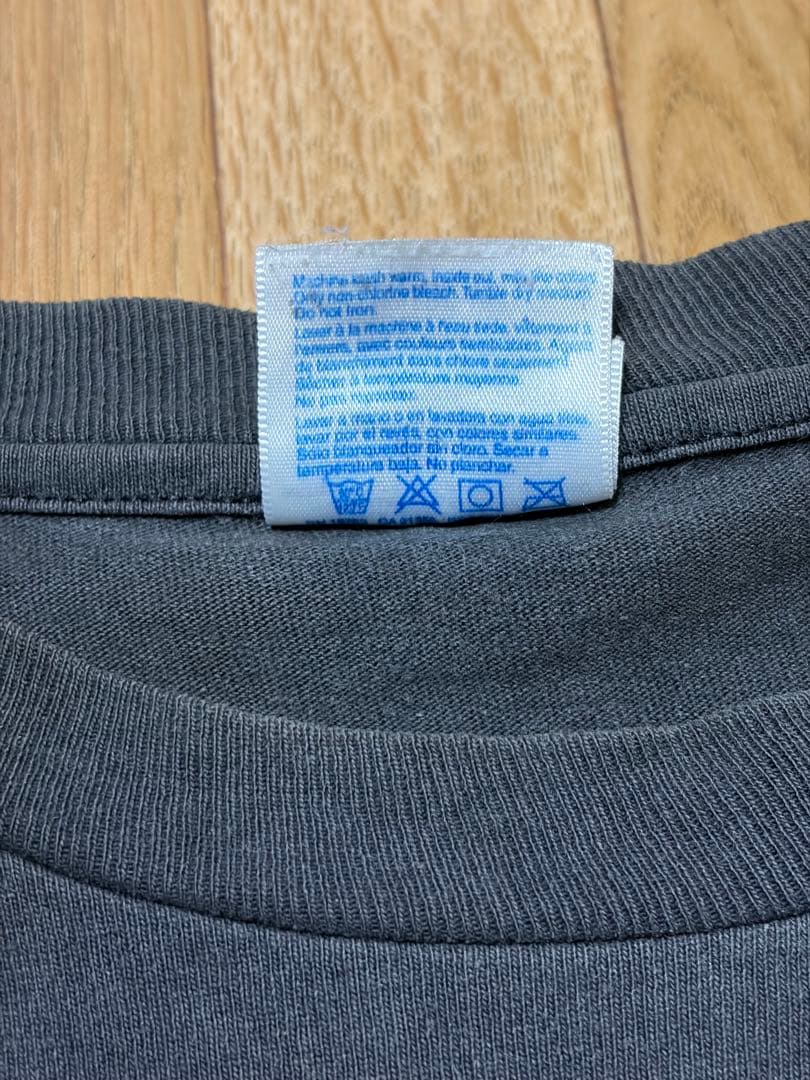 Machine wash warm, inside out, with like colors.
Only non-chlorine bleach. Tumble dry medium.
Do not iron.
Laver à la machine à l'eau tiède, vêtement à
l'envers, avec couleurs semblables.
de blanchiment sans chlore seulement.
Sécher à température moyenne.
Ne pas repasser.
Lavar a mano o en lavadora con agua tibia,
lavar por el revés, con colores similares.
Sólo blanqueador sin cloro. Secar a
temperatura baja. No planchar.